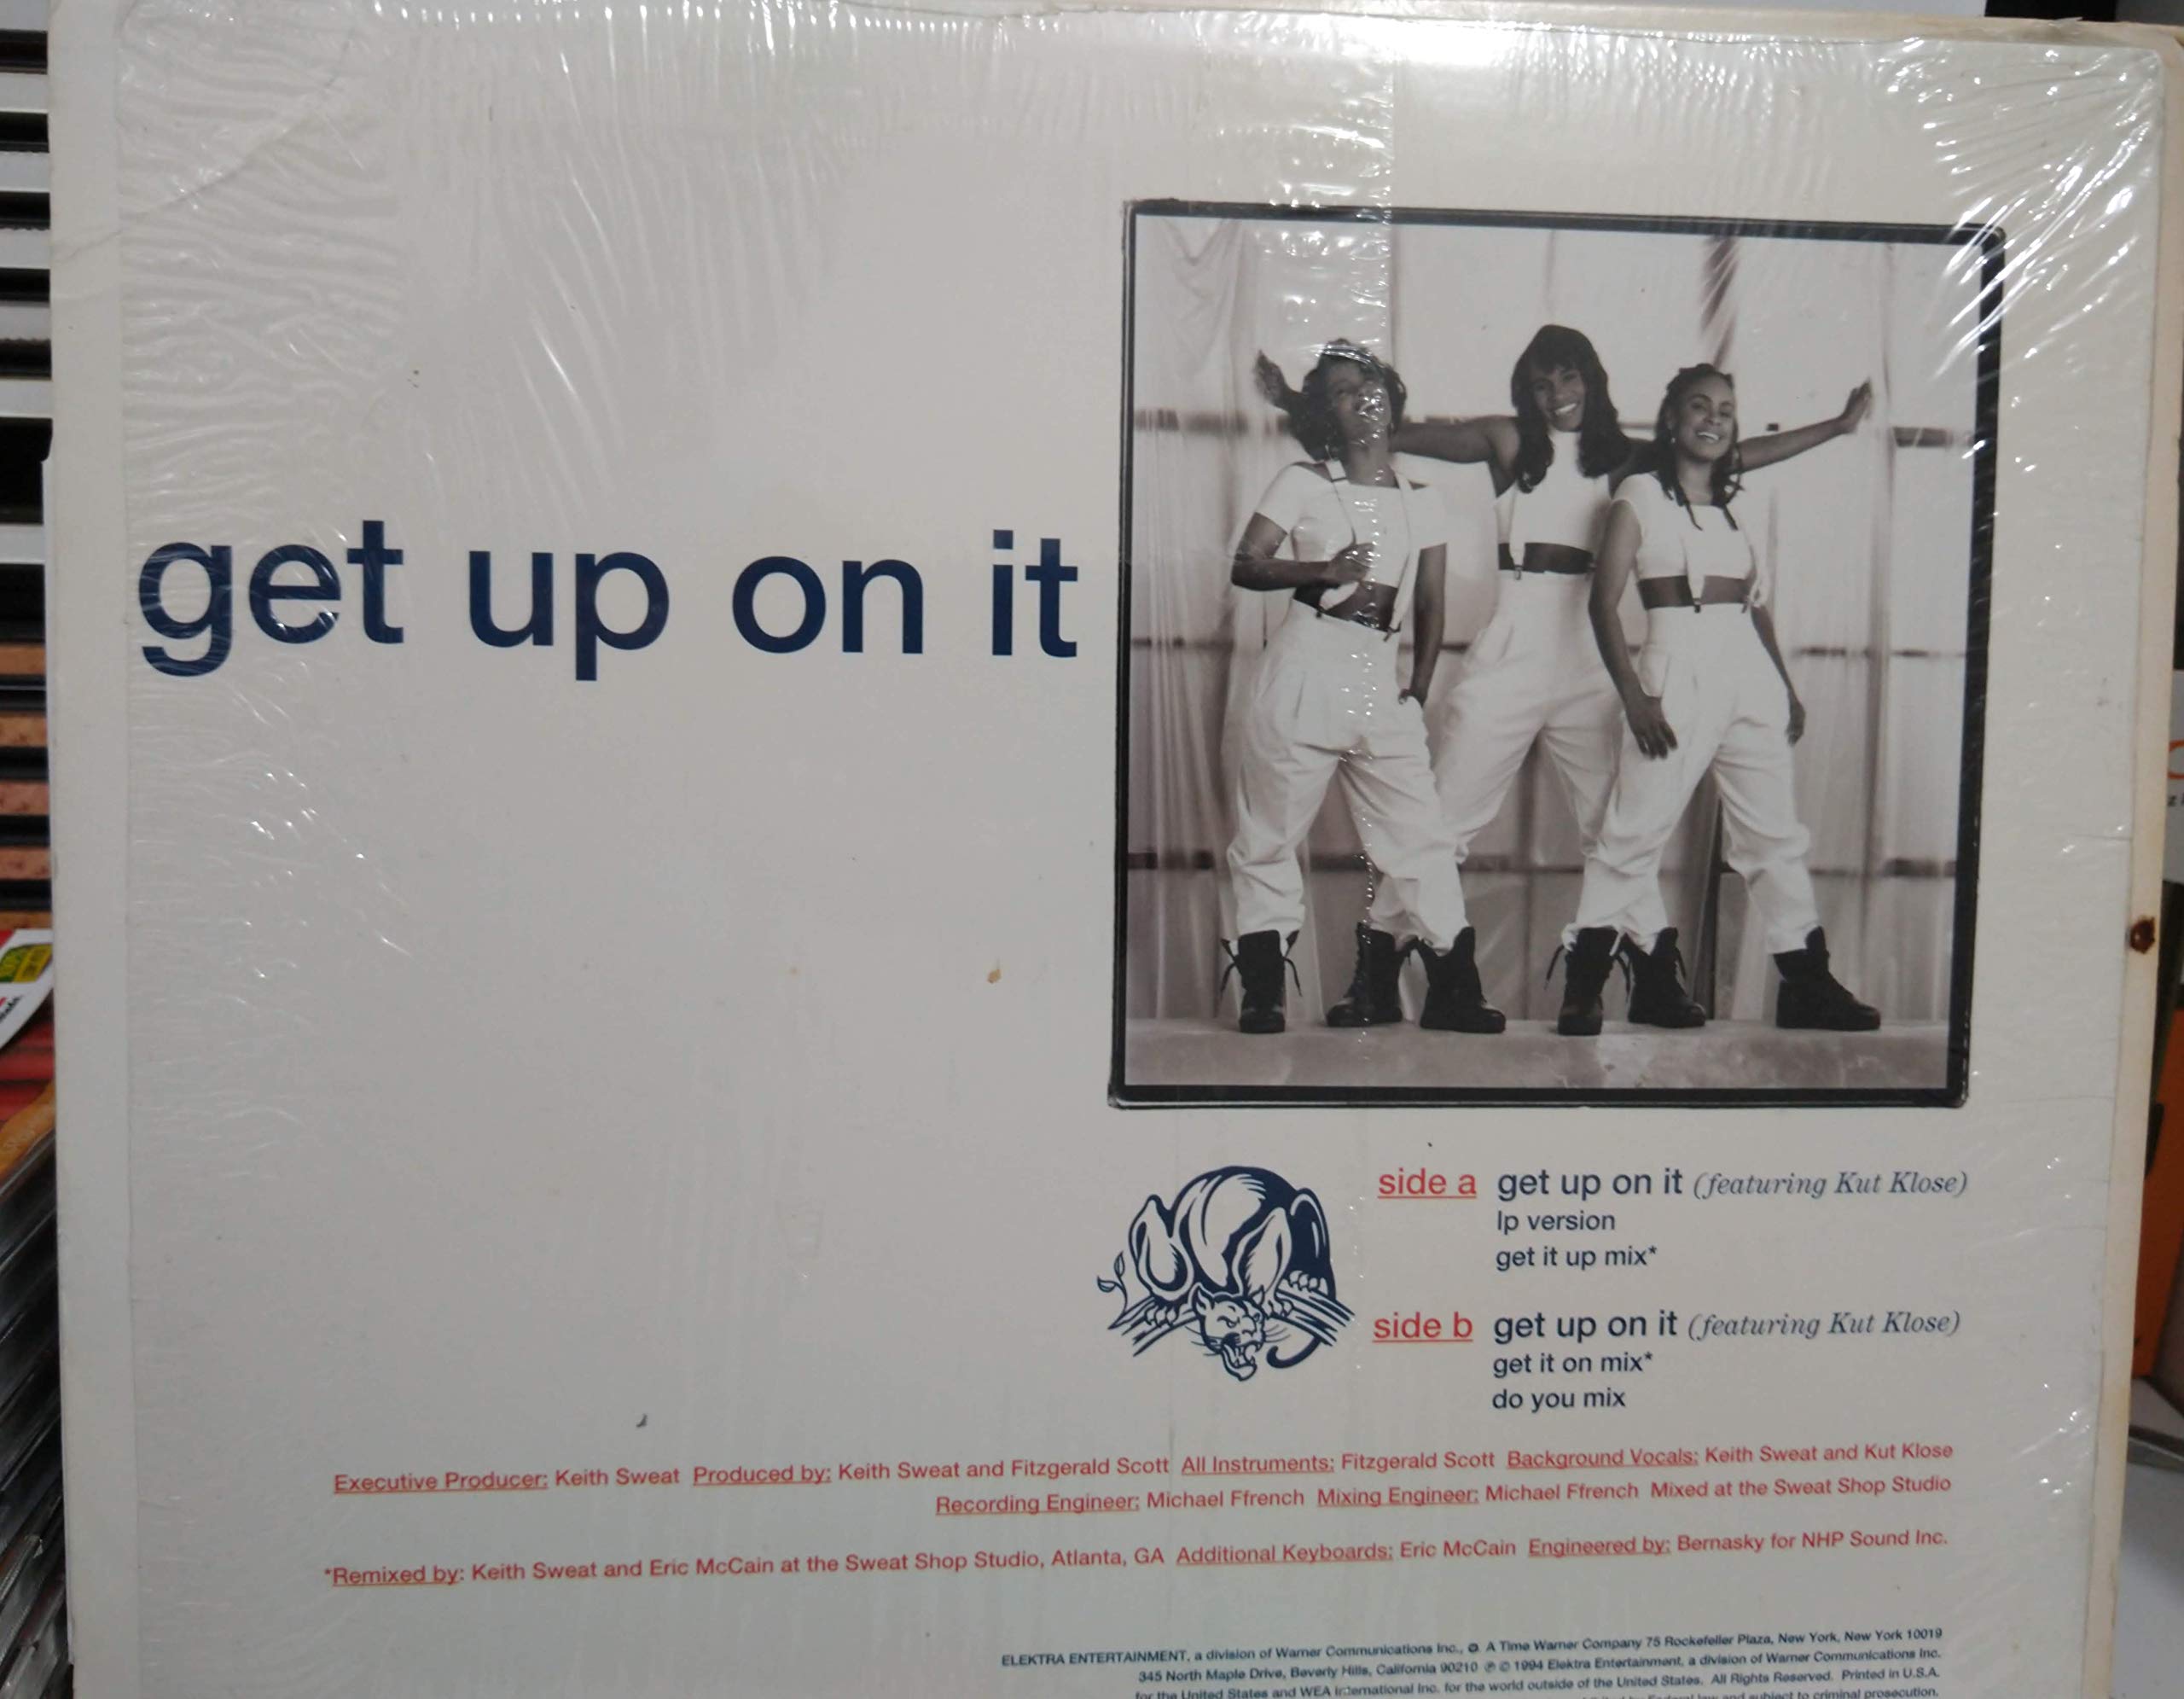 get up on it
side a get up on it (featuring Kut Klose)
lp version
get it up mix*
side b get up on it (featuring Kut Klose)
get it on mix*
do you mix
Executive Producer: Keith Sweat Produced by: Keith Sweat and Fitzgerald Scott All Instruments: Fitzgerald Scott Background Vocals: Keith Sweat and Kut Klose
Recording Engineer: Michael Ffrench Mixing Engineer: Michael Ffrench Mixed at the Sweat Shop Studio
*Remixed by: Keith Sweat and Eric McCain at the Sweat Shop Studio, Atlanta, GA Additional Keyboards: Eric McCain Engineered by: Bernasky for NHP Sound Inc.
ELEKTRA ENTERTAINMENT, a division of Warner Communications Inc., A Time Warner Company 75 Rockefeller Plaza, New York, New York 10019
345 North Maple Drive, Beverly Hills, California 90210 ℗ © 1994 Elektra Entertainment, a division of Warner Communications Inc.
for the United States and WEA International Inc. for the world outside of the United States. All Rights Reserved. Printed in U.S.A.
Federal law and subject to criminal prosecution.